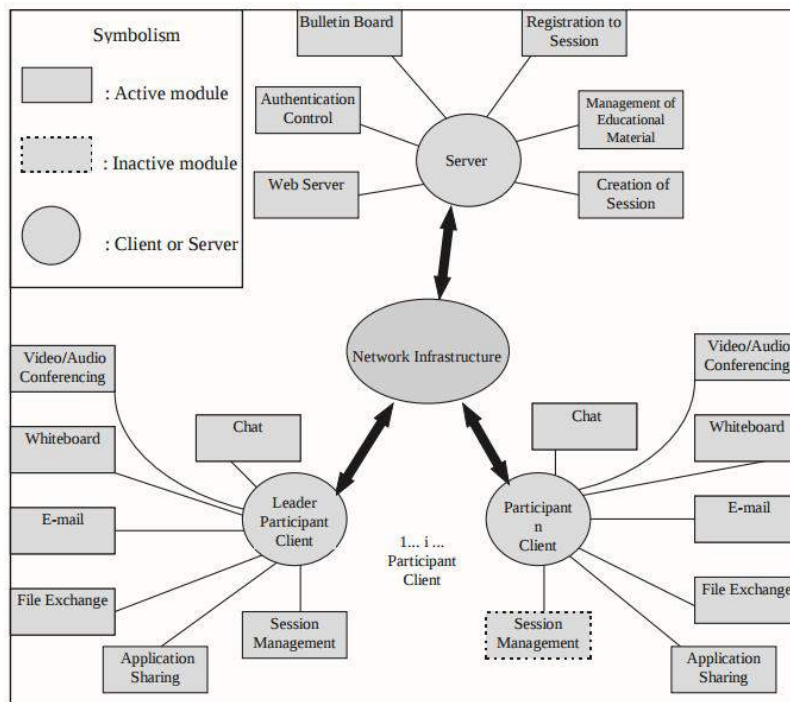 Symbolism
: Active module
: Inactive module
: Client or Server
Bulletin Board
Registration to
Session
Authentication
Control
Management of
Educational
Material
Server
Web Server
Creation of
Session
Network Infrastructure
Video/Audio
Conferencing
Whiteboard
Chat
E-mail
Leader
Participant
Client
File Exchange
Session
Management
Application
Sharing
1... i ...
Participant
Client
Video/Audio
Conferencing
Chat
Whiteboard
E-mail
Participant
n
Client
File Exchange
Session
Management
Application
Sharing